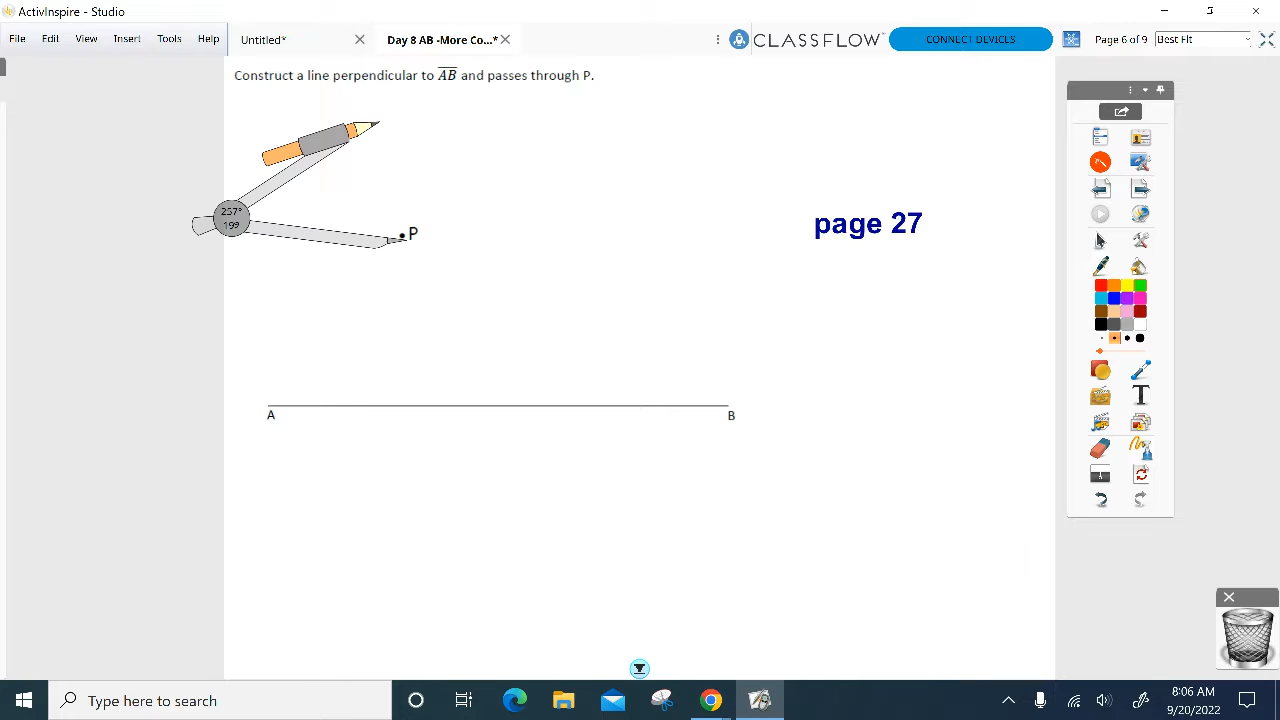 ActivInspire - Studio
File Edit View Insert Tools Help
Untitled*
Day 8 AB -More Co...*
CLASSFLOW
CONNECT DEVICES
Page 6 of 9
Best Fit
Construct a line perpendicular to AB and passes through P.
257°
199
P
page 27
A
B
T
Type here to search
8:06 AM
9/20/2022